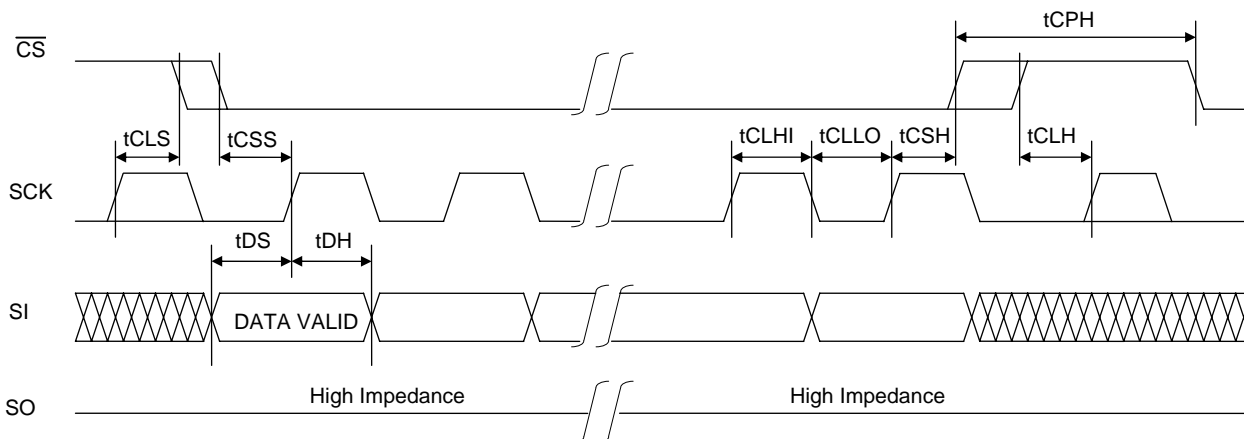 tCPH
CS
tCLS
tCSS
tCLHI
tCLLO
tCSH
tCLH
SCK
tDS
tDH
SI
DATA VALID
High Impedance
High Impedance
SO